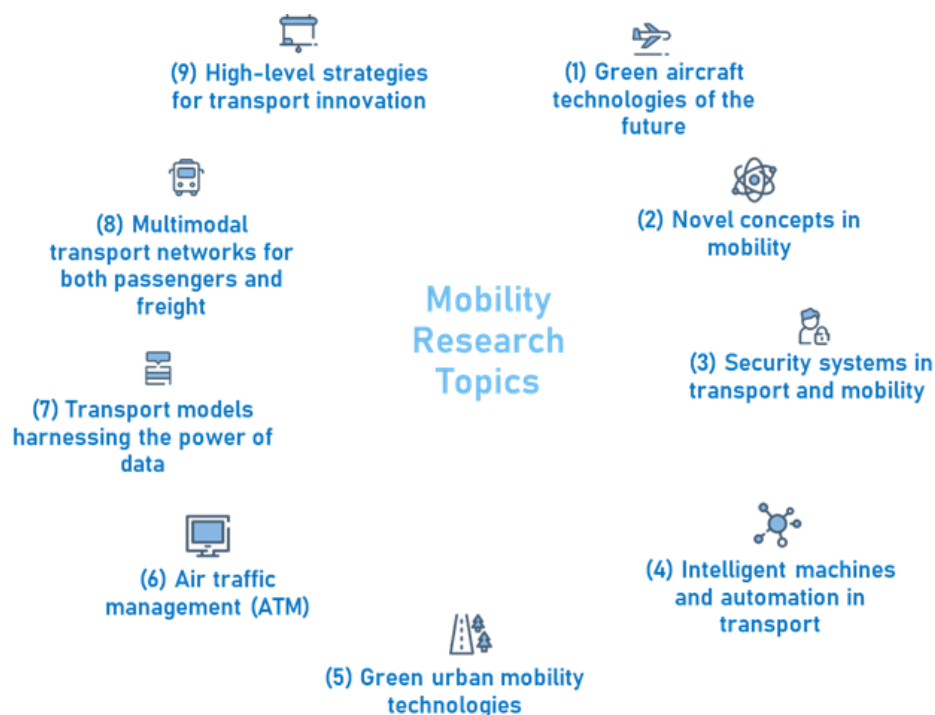 Mobility
Research
Topics
(1) Green aircraft
technologies of the
future
(2) Novel concepts in
mobility
(3) Security systems in
transport and mobility
(4) Intelligent machines
and automation in
transport
(5) Green urban mobility
technologies
(6) Air traffic
management (ATM)
(7) Transport models
harnessing the power of
data
(8) Multimodal
transport networks for
both passengers and
freight
(9) High-level strategies
for transport innovation